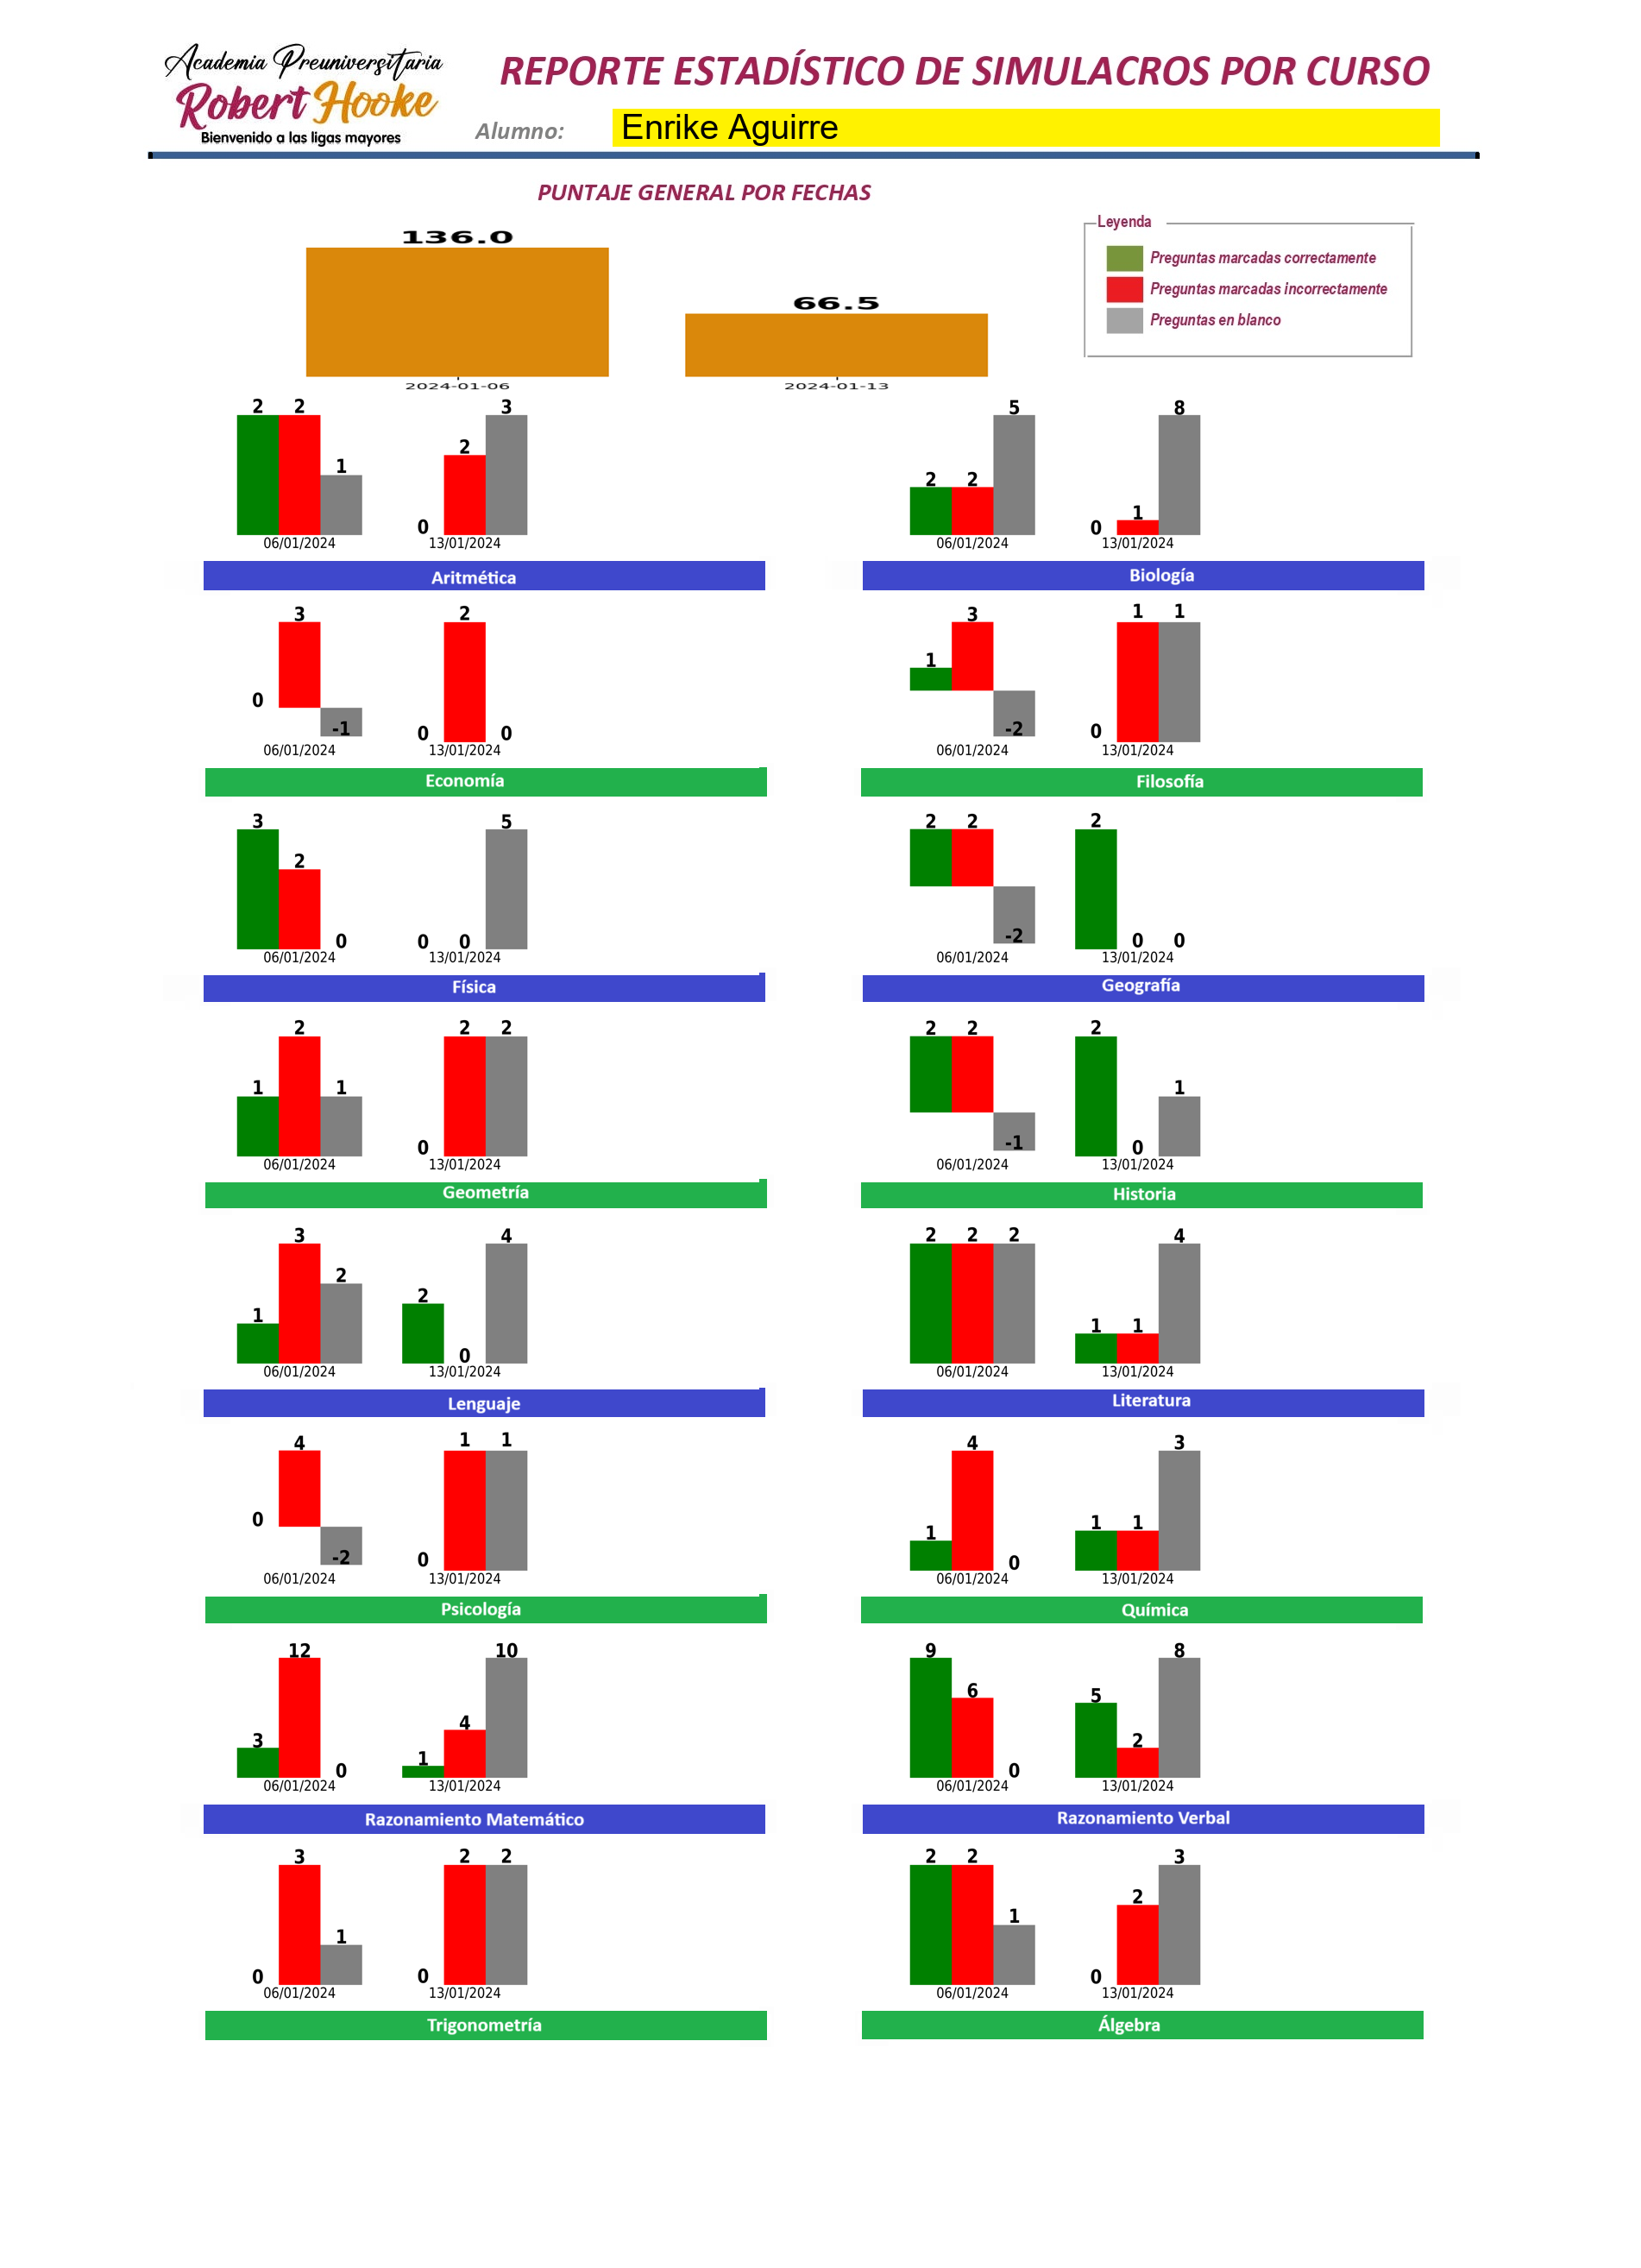 Academia Preuniversitaria
Robert Hooke
Bienvenido a las ligas mayores
REPORTE ESTADÍSTICO DE SIMULACROS POR CURSO
Alumno: Enrike Aguirre
PUNTAJE GENERAL POR FECHAS
136.0
66.5
2024-01-06 2024-01-13
Leyenda
Preguntas marcadas correctamente
Preguntas marcadas incorrectamente
Preguntas en blanco
2 2 1 0 2 3
06/01/2024 13/01/2024
Aritmética
2 2 5 0 1 8
06/01/2024 13/01/2024
Biología
0 3 -1 0 2 0
06/01/2024 13/01/2024
Economía
1 3 -2 0 1 1
06/01/2024 13/01/2024
Filosofía
3 2 0 0 0 5
06/01/2024 13/01/2024
Física
2 2 -2 2 0 0
06/01/2024 13/01/2024
Geografía
1 2 1 0 2 2
06/01/2024 13/01/2024
Geometría
2 2 -1 2 0 1
06/01/2024 13/01/2024
Historia
1 3 2 2 0 4
06/01/2024 13/01/2024
Lenguaje
2 2 2 1 1 4
06/01/2024 13/01/2024
Literatura
0 4 -2 0 1 1
06/01/2024 13/01/2024
Psicología
1 4 0 1 1 3
06/01/2024 13/01/2024
Química
3 12 0 1 4 10
06/01/2024 13/01/2024
Razonamiento Matemático
9 6 0 5 2 8
06/01/2024 13/01/2024
Razonamiento Verbal
0 3 1 0 2 2
06/01/2024 13/01/2024
Trigonometría
2 2 1 0 2 3
06/01/2024 13/01/2024
Álgebra